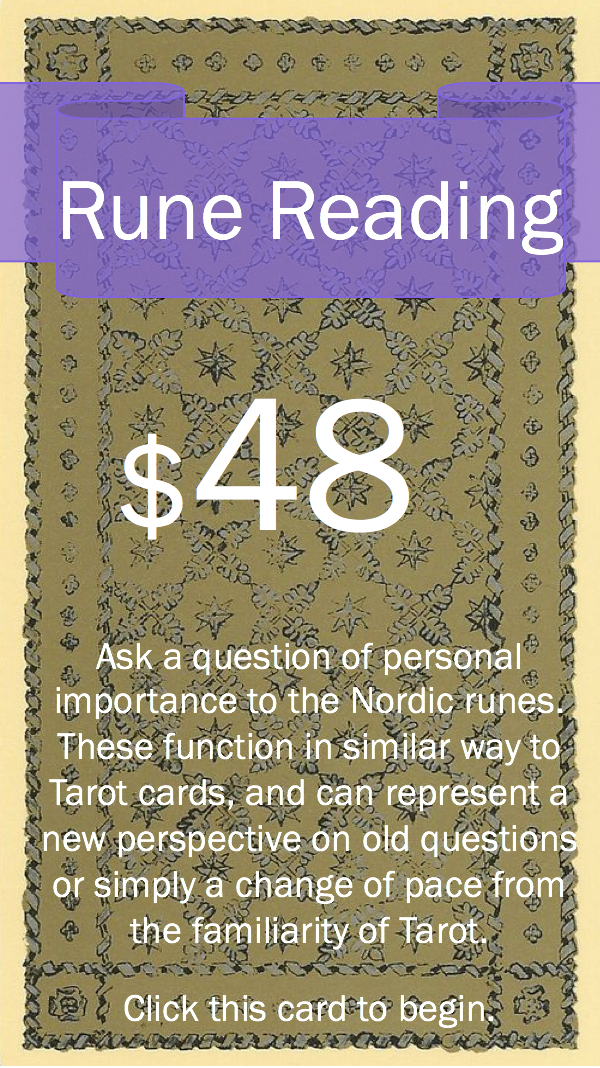 Rune Reading
$48
Ask a question of personal
importance to the Nordic runes.
These function in similar way to
Tarot cards, and can represent a
new perspective on old questions
or simply a change of pace from
the familiarity of Tarot.
Click this card to begin.